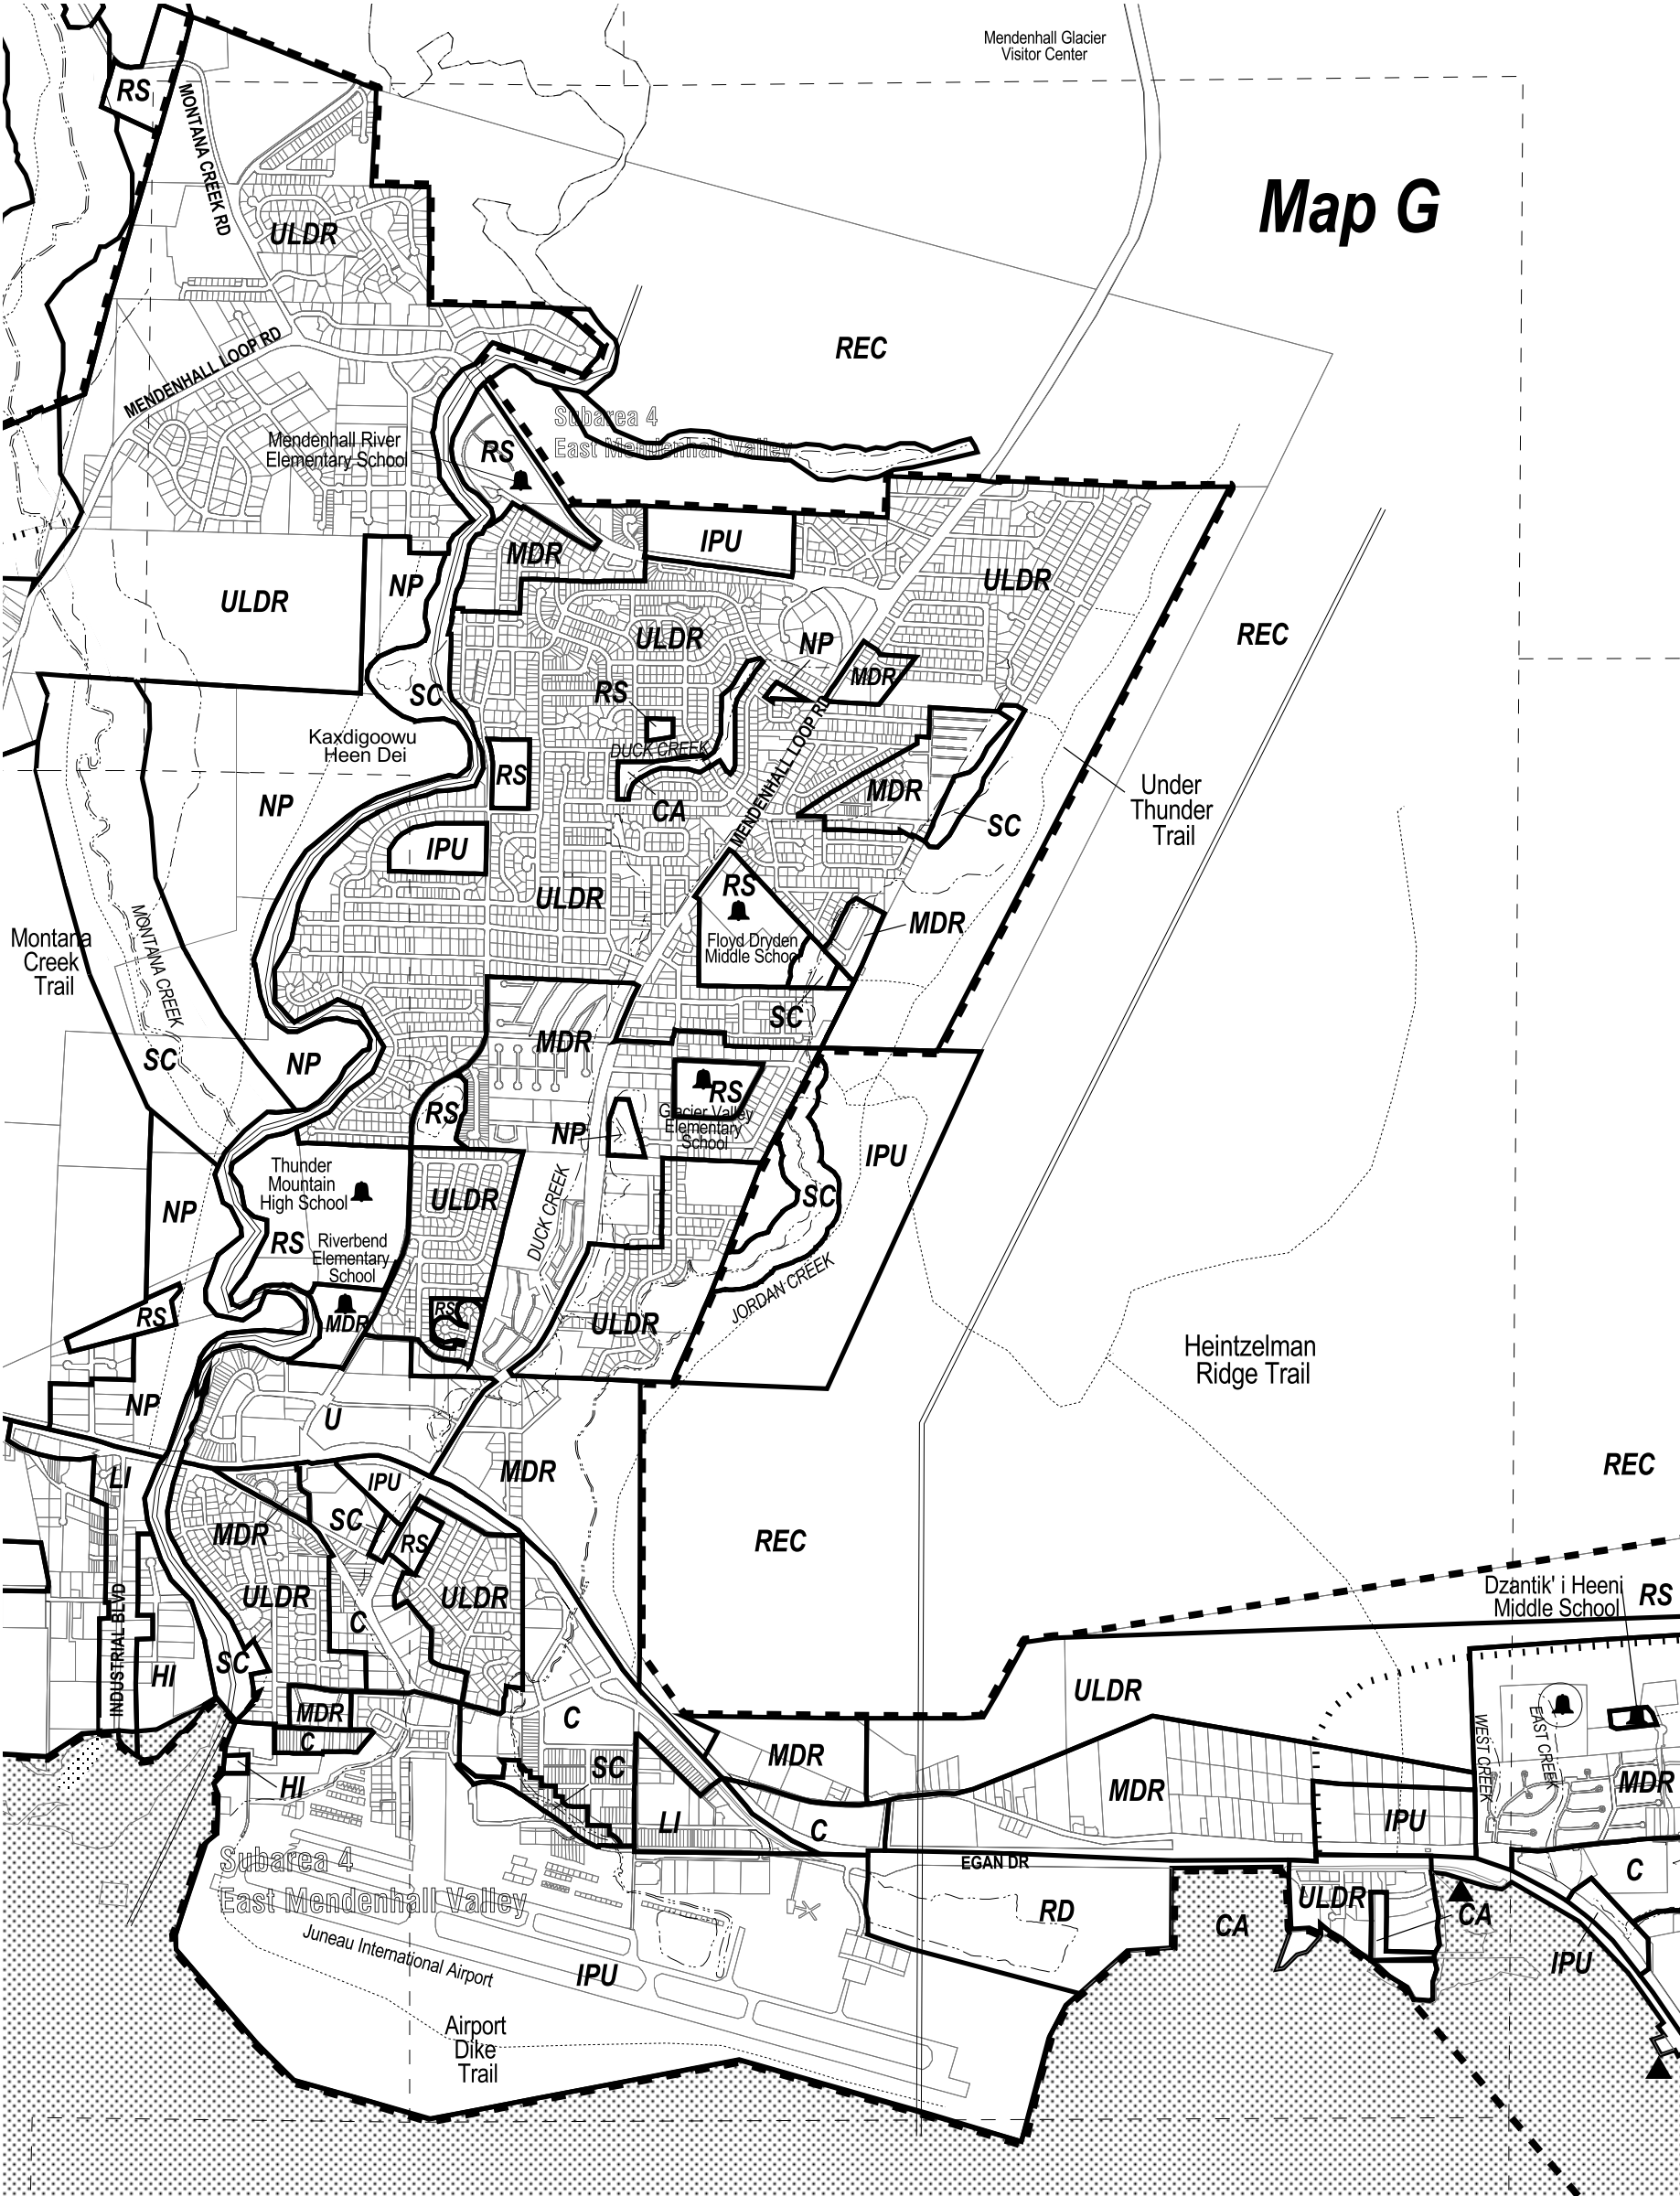 Mendenhall Glacier
Visitor Center
RS
MONTANA CREEK RD
Map G
ULDR
REC
MENDENHALL LOOP RD
Subarea 4
East Mendenhall Valley
Mendenhall River
Elementary School
RS
MDR
IPU
ULDR
NP
ULDR
REC
ULDR
NP
MDR
SC
RS
Kaxdigoowu
Heen Dei
DUCK CREEK
MENDENHALL LOOP RD
RS
NP
CA
MDR
SC
Under
Thunder
Trail
IPU
ULDR
RS
MDR
Floyd Dryden
Middle School
Montana
Creek
Trail
MONTANA CREEK
SC
MDR
SC
NP
RS
Glacier Valley
Elementary
School
RS
NP
IPU
Thunder
Mountain
High School
ULDR
SC
NP
DUCK CREEK
RS
Riverbend
Elementary
School
JORDAN CREEK
RS
MDR
RS
ULDR
Heintzelman
Ridge Trail
NP
U
LI
IPU
MDR
REC
SC
MDR
RS
REC
ULDR
ULDR
Dzantik' i Heeni
Middle School
RS
INDUSTRIAL BLVD
C
HI
SC
ULDR
MDR
C
C
WEST CREEK
EAST CREEK
MDR
SC
HI
MDR
MDR
IPU
LI
C
Subarea 4
East Mendenhall Valley
EGAN DR
C
ULDR
RD
CA
CA
Juneau International Airport
IPU
IPU
Airport
Dike
Trail